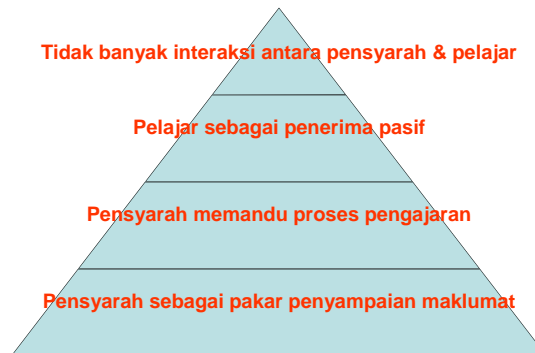 Tidak banyak interaksi antara pensyarah & pelajar
Pelajar sebagai penerima pasif
Pensyarah memandu proses pengajaran
Pensyarah sebagai pakar penyampaian maklumat